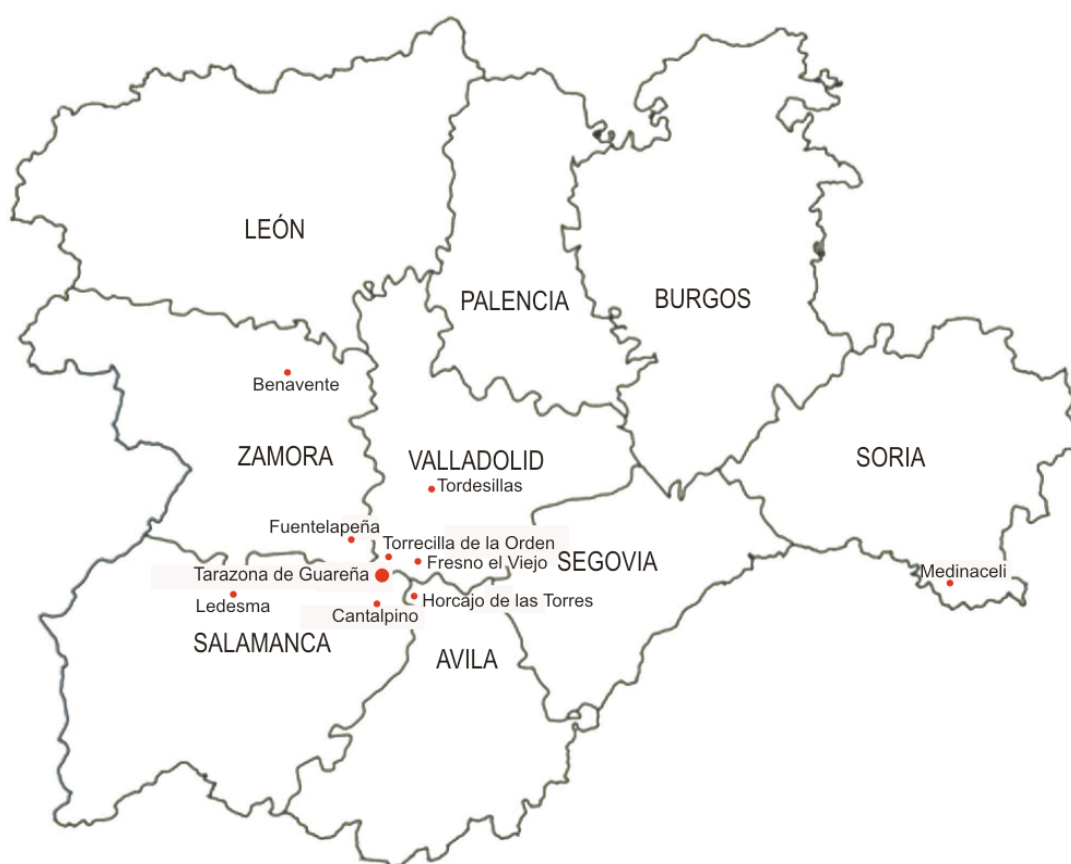 LEÓN
PALENCIA
BURGOS
Benavente
ZAMORA
VALLADOLID
SORIA
Tordesillas
Fuentelapeña
Torrecilla de la Orden
Fresno el Viejo
SEGOVIA
Tarazona de Guareña
Medinaceli
Ledesma
Cantalpino
Horcajo de las Torres
SALAMANCA
AVILA